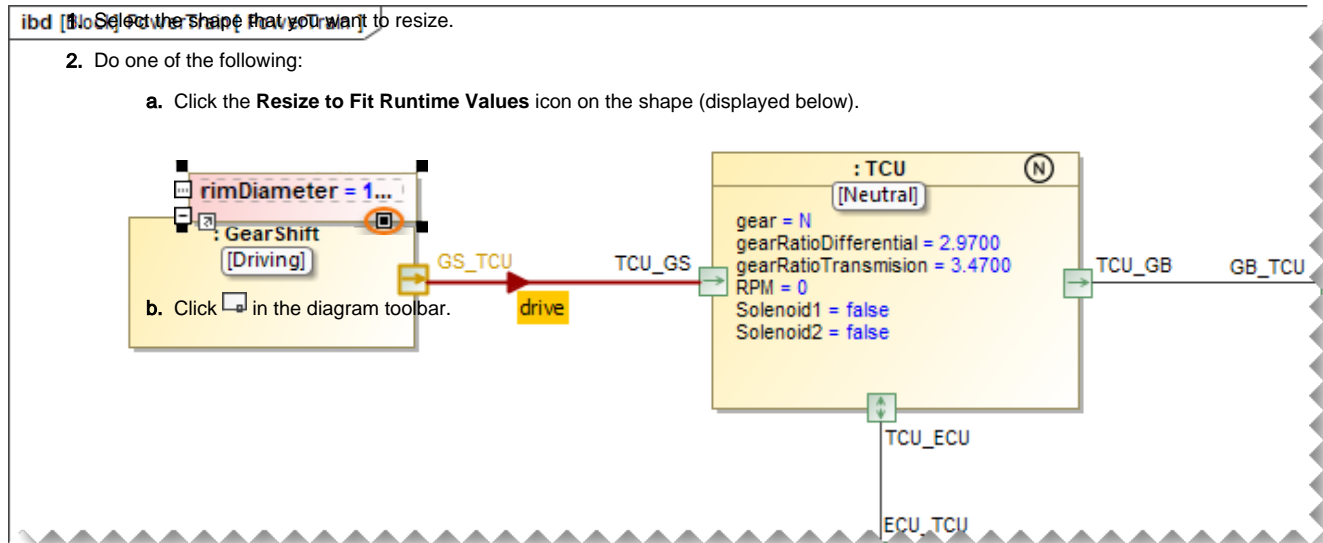 ibd [Block] PowerTrain [ PowerTrain ]
1. Select the shape that you want to resize.
2. Do one of the following:
a. Click the Resize to Fit Runtime Values icon on the shape (displayed below).
rimDiameter = 1...
: GearShift
[Driving]
GS_TCU
drive
TCU_GS
: TCU
N
[Neutral]
gear = N
gearRatioDifferential = 2.9700
gearRatioTransmision = 3.4700
RPM = 0
Solenoid1 = false
Solenoid2 = false
TCU_GB
GB_TCU
b. Click in the diagram toolbar.
TCU_ECU
ECU_TCU